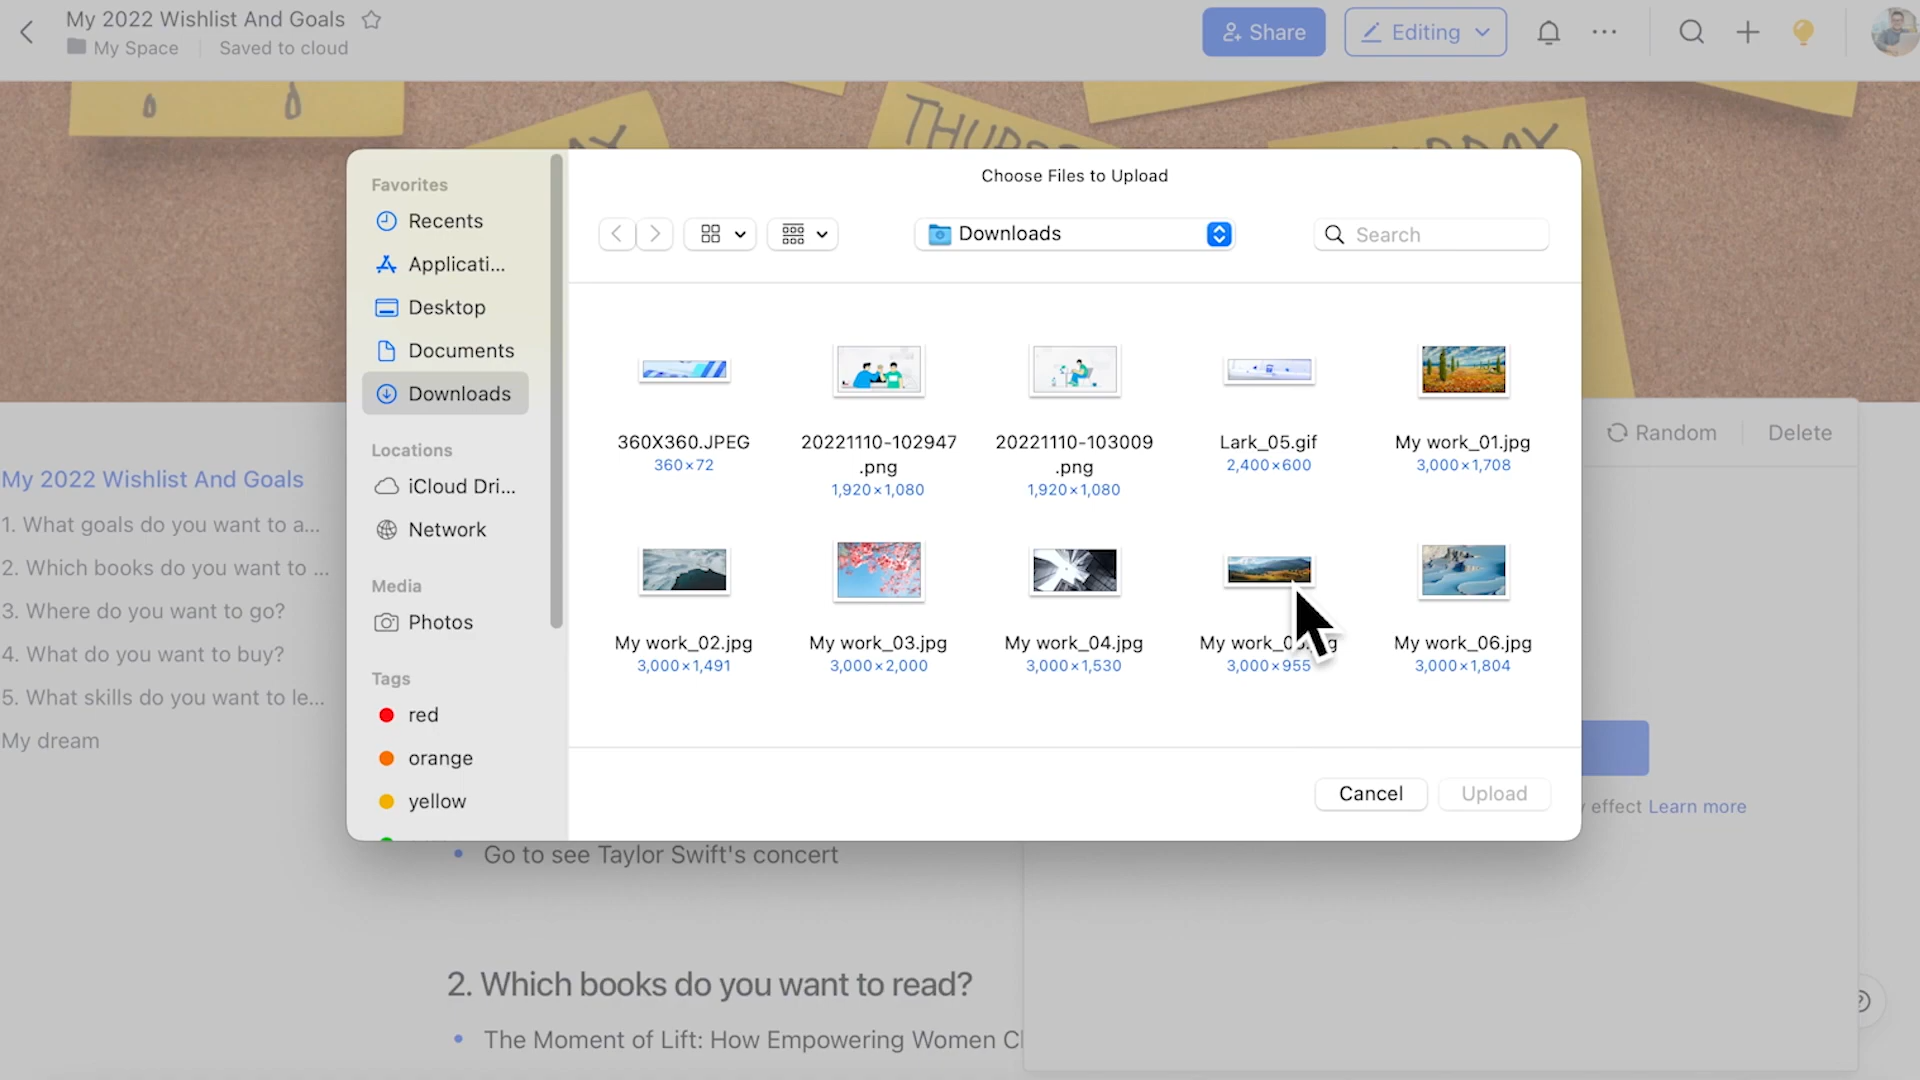 My 2022 Wishlist And Goals
My Space
Saved to cloud
Share
Editing
Choose Files to Upload
Favorites
Recents
Applicati...
Desktop
Documents
Downloads
Locations
iCloud Dri...
Network
Media
Photos
Tags
red
orange
yellow
Downloads
Search
360X360.JPEG
360×72
20221110-102947
.png
1,920×1,080
20221110-103009
.png
1,920×1,080
Lark_05.gif
2,400×600
My work_01.jpg
3,000×1,708
My work_02.jpg
3,000×1,491
My work_03.jpg
3,000×2,000
My work_04.jpg
3,000×1,530
My
3,000×955
My work_06.jpg
3,000×1,804
Cancel
Upload
Random
Delete
effect Learn more
My 2022 Wishlist And Goals
1. What goals do you want to a...
2. Which books do you want to ...
3. Where do you want to go?
4. What do you want to buy?
5. What skills do you want to le...
My dream
• Go to see Taylor Swift's concert
2. Which books do you want to read?
• The Moment of Lift: How Empowering Women